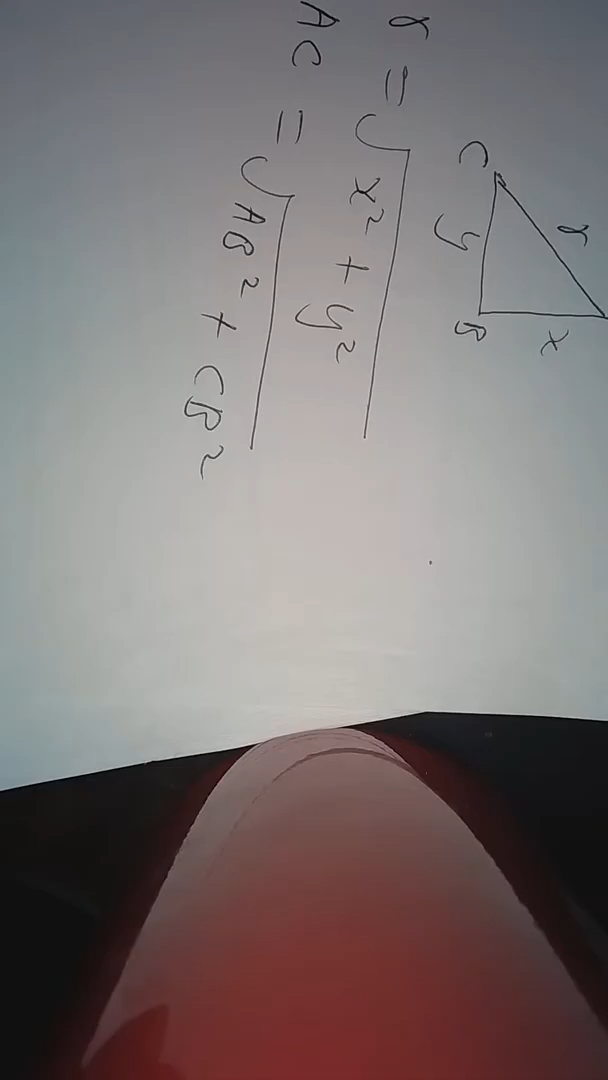 C
y
B
x
r
r = √x² + y²
AC = √AB² + CB²